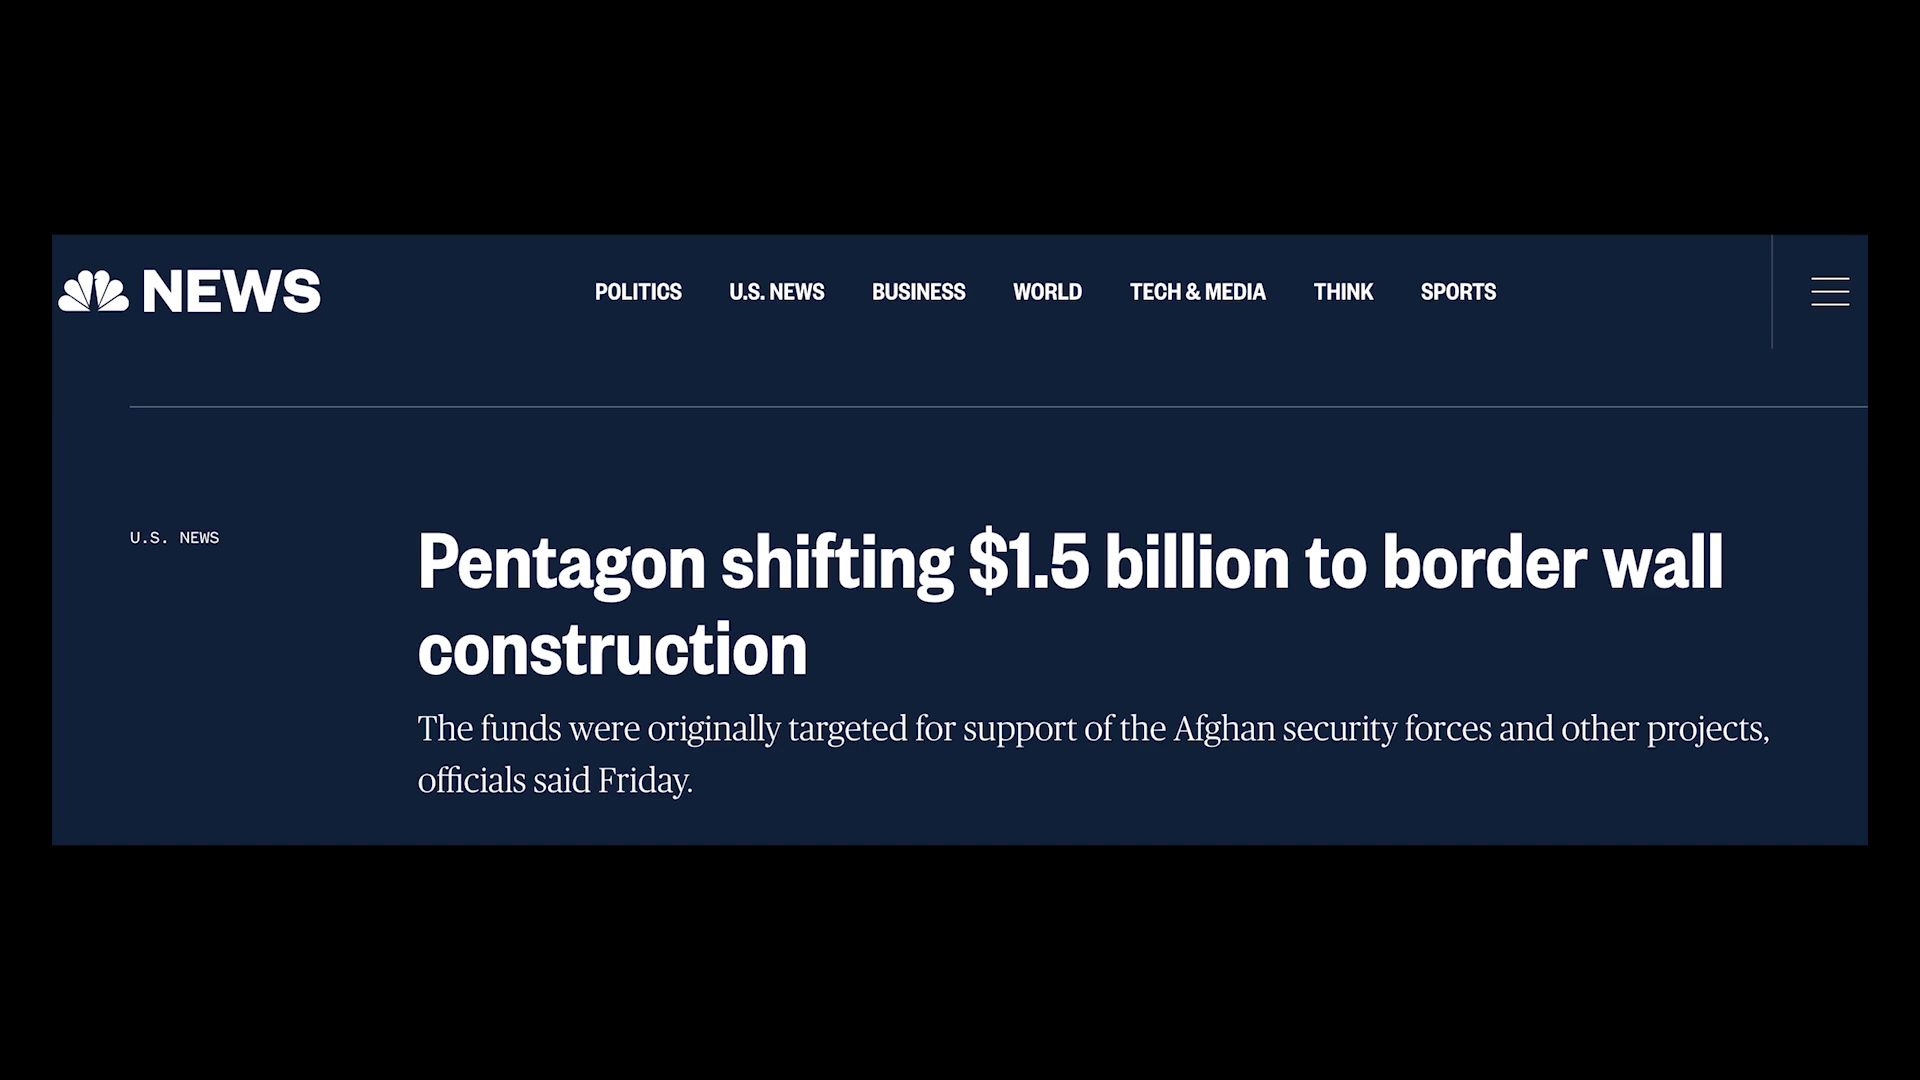 NEWS
POLITICS U.S. NEWS BUSINESS WORLD TECH & MEDIA THINK SPORTS
U.S. NEWS
Pentagon shifting $1.5 billion to border wall
construction
The funds were originally targeted for support of the Afghan security forces and other projects,
officials said Friday.